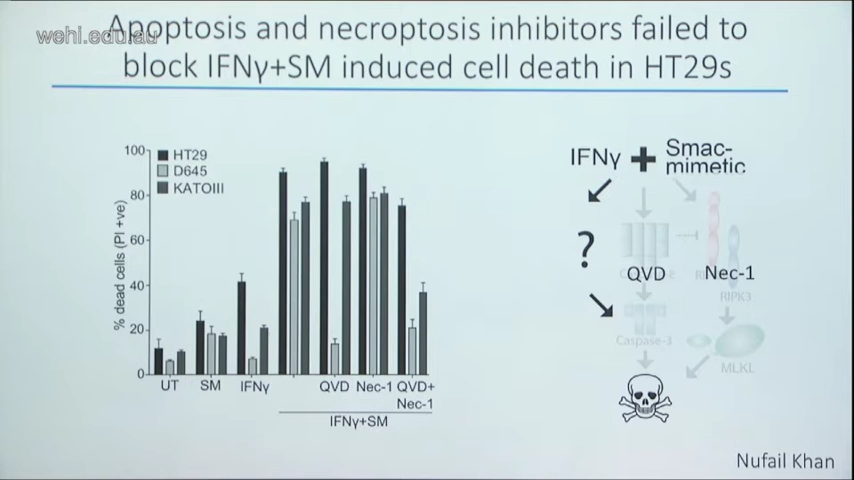 wehi.edu.au
Apoptosis and necroptosis inhibitors failed to
block IFNγ+SM induced cell death in HT29s
100
80
60
40
20
0
% dead cells (PI +ve)
HT29
D645
KATOIII
UT SM IFNγ QVD Nec-1 QVD+
Nec-1
IFNγ+SM
IFNγ + Smac-
mimetic
?
QVD Nec-1
RIPK3
Caspase-3
MLKL
Nufail Khan